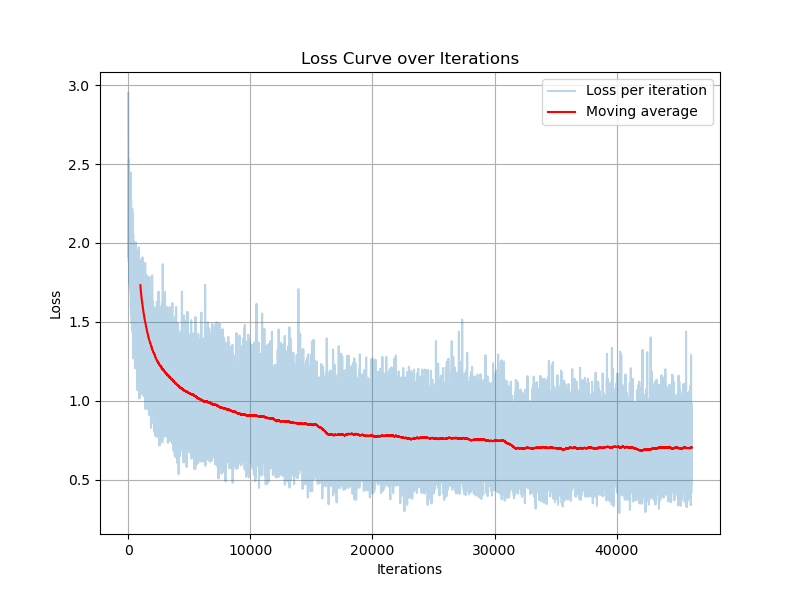 Loss Curve over Iterations
Loss per iteration
Moving average
3.0
2.5
2.0
1.5
1.0
0.5
Loss
0 10000 20000 30000 40000
Iterations